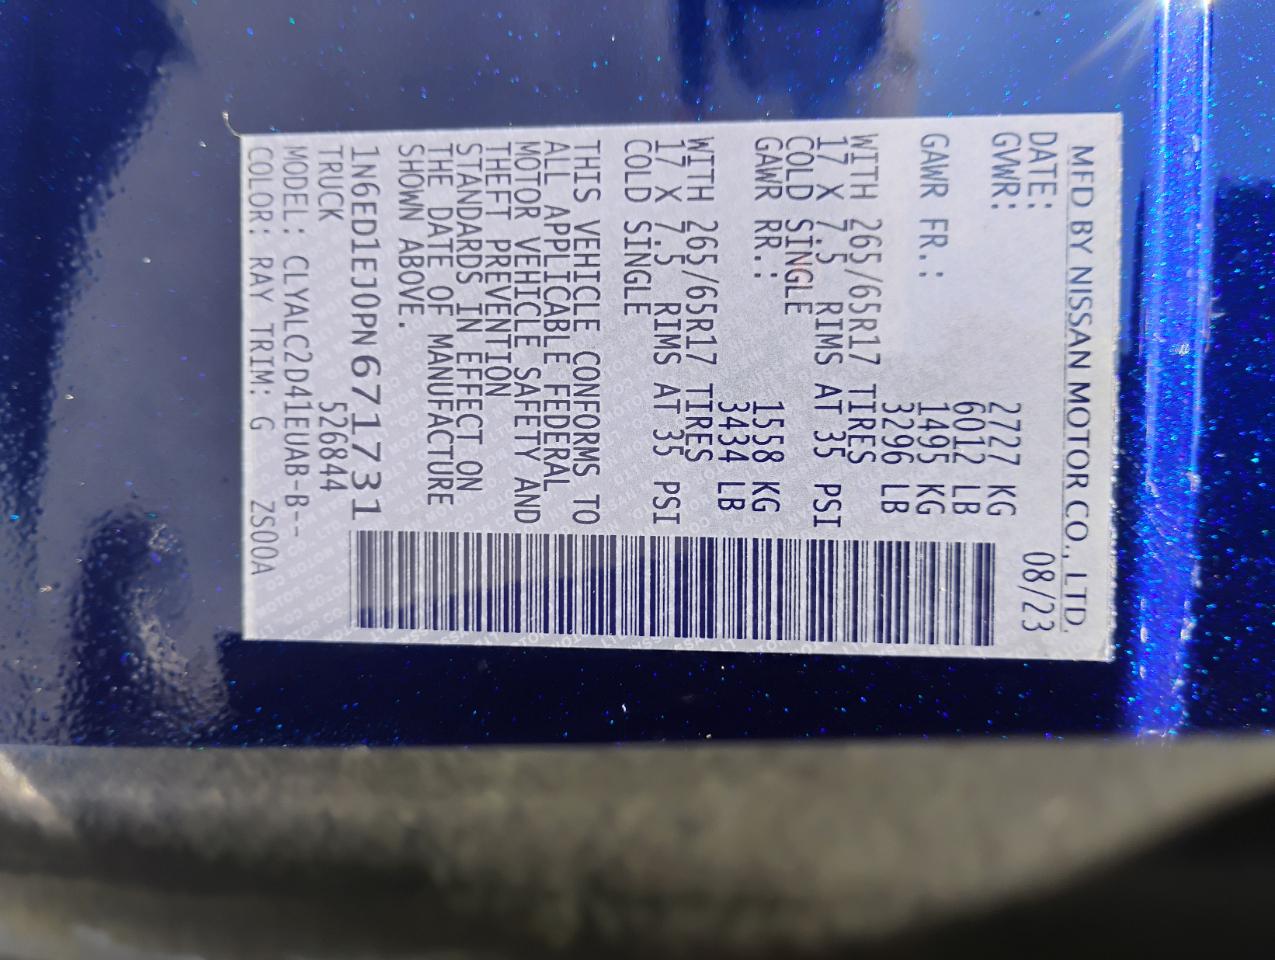 MFD BY NISSAN MOTOR CO., LTD.
DATE: 08/23
GVWR: 2727 KG
6012 LB
GAWR FR.: 1495 KG
3296 LB
WITH 265/65R17 TIRES
17 X 7.5 RIMS AT 35 PSI
COLD SINGLE
GAWR RR.: 1558 KG
3434 LB
WITH 265/65R17 TIRES
17 X 7.5 RIMS AT 35 PSI
COLD SINGLE
THIS VEHICLE CONFORMS TO
ALL APPLICABLE FEDERAL
MOTOR VEHICLE SAFETY AND
THEFT PREVENTION
STANDARDS IN EFFECT ON
THE DATE OF MANUFACTURE
SHOWN ABOVE.
1N6ED1EJ0PN671731
TRUCK 526844
MODEL: CLYALC2D41EUAB-B--
COLOR: RAY TRIM: G ZS00A